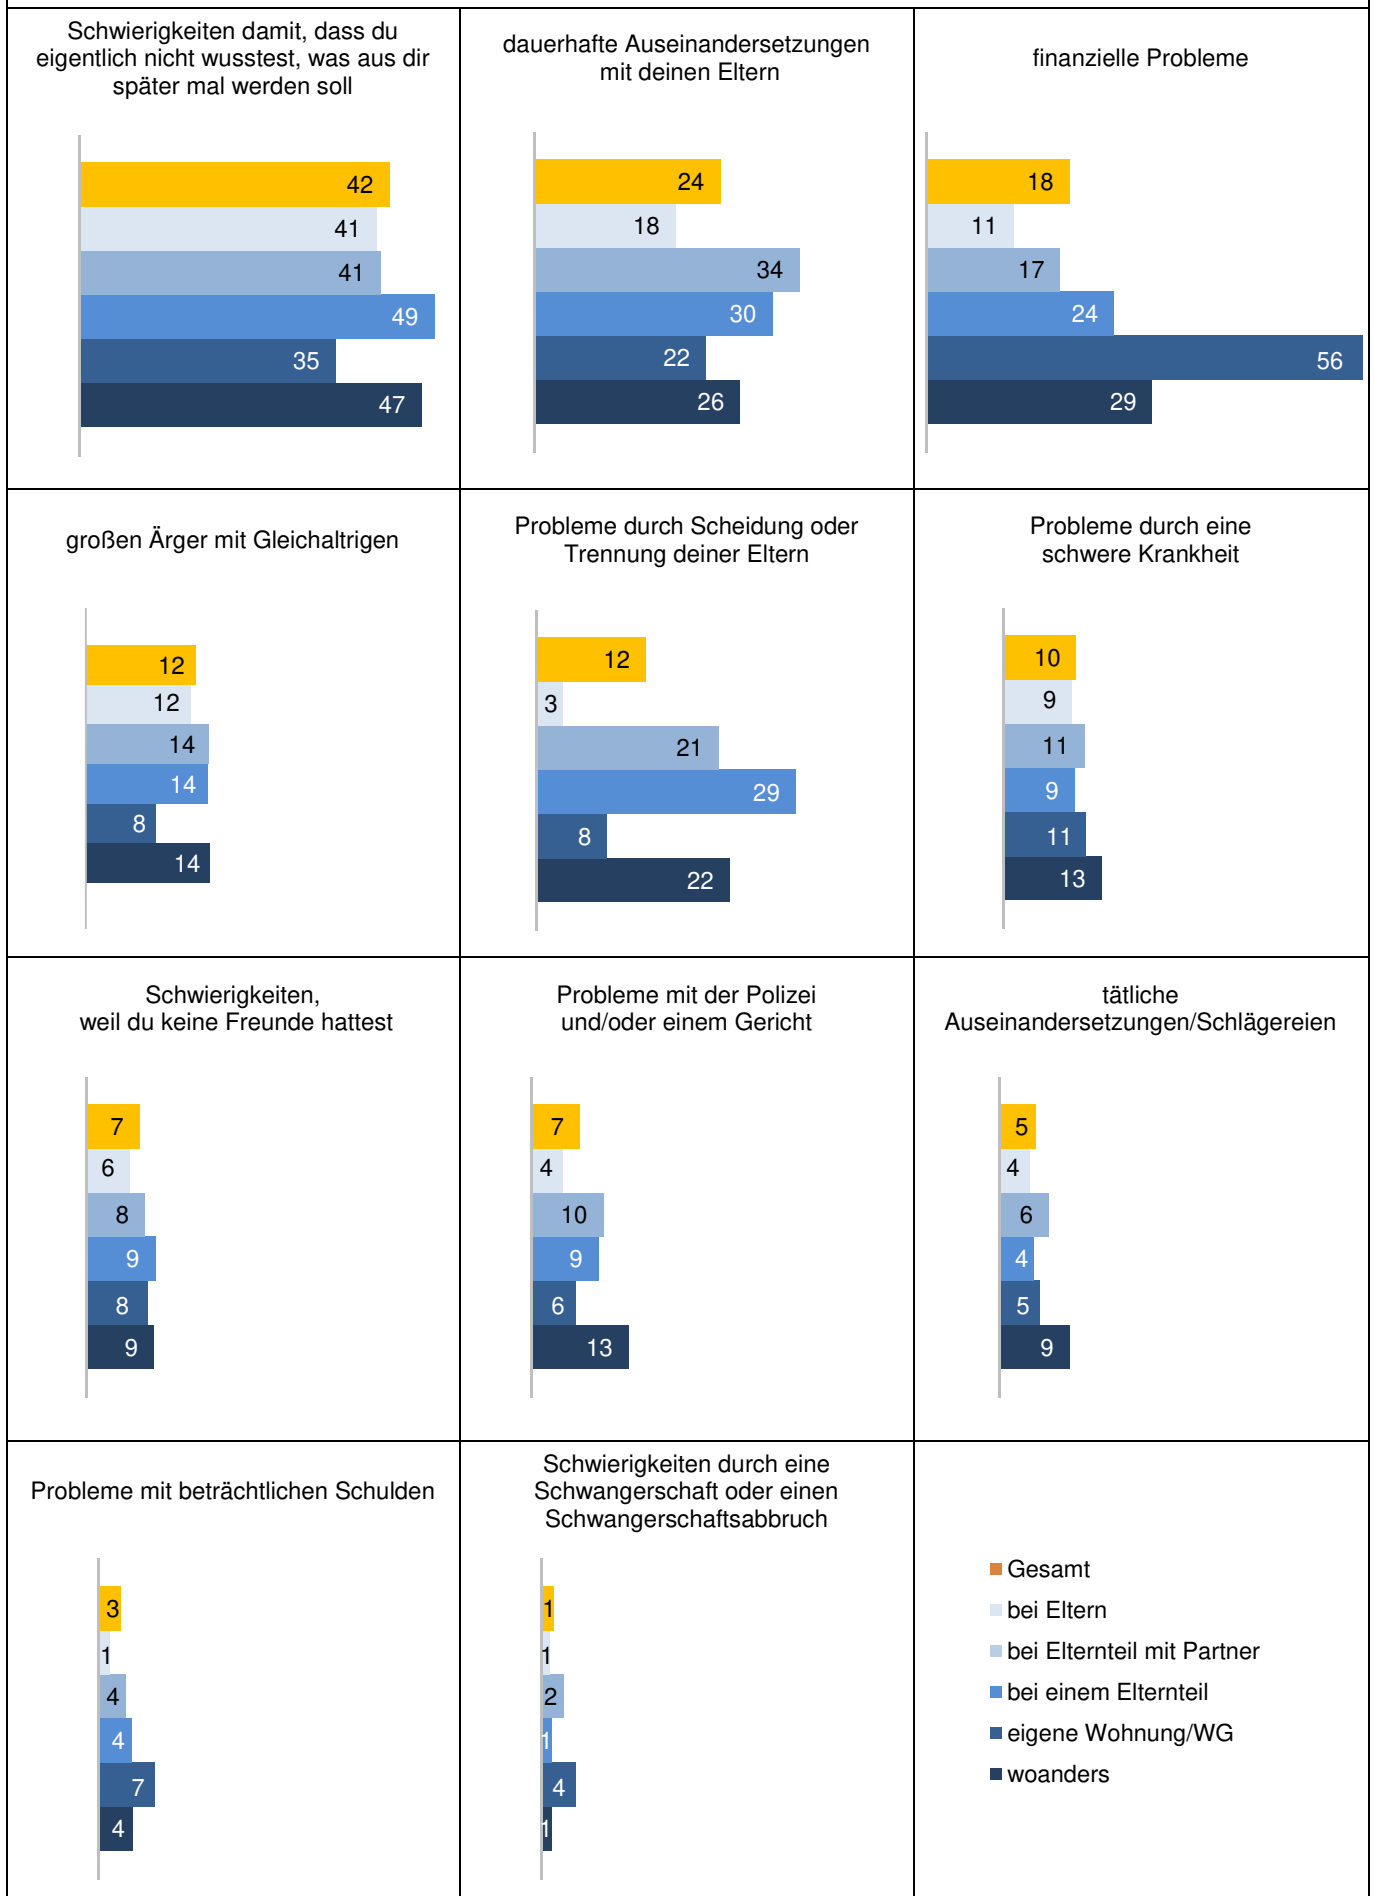 Schwierigkeiten damit, dass du
eigentlich nicht wusstest, was aus dir
später mal werden soll
42
41
41
49
35
47
dauerhafte Auseinandersetzungen
mit deinen Eltern
24
18
34
30
22
26
finanzielle Probleme
18
11
17
24
56
29
großen Ärger mit Gleichaltrigen
12
12
14
14
8
14
Probleme durch Scheidung oder
Trennung deiner Eltern
12
3
21
29
8
22
Probleme durch eine
schwere Krankheit
10
9
11
9
11
13
Schwierigkeiten,
weil du keine Freunde hattest
7
6
8
9
8
9
Probleme mit der Polizei
und/oder einem Gericht
7
4
10
9
6
13
tätliche
Auseinandersetzungen/Schlägereien
5
4
6
4
5
9
Probleme mit beträchtlichen Schulden
3
1
4
4
7
4
Schwierigkeiten durch eine
Schwangerschaft oder einen
Schwangerschaftsabbruch
1
1
2
1
4
1
Gesamt
bei Eltern
bei Elternteil mit Partner
bei einem Elternteil
eigene Wohnung/WG
woanders